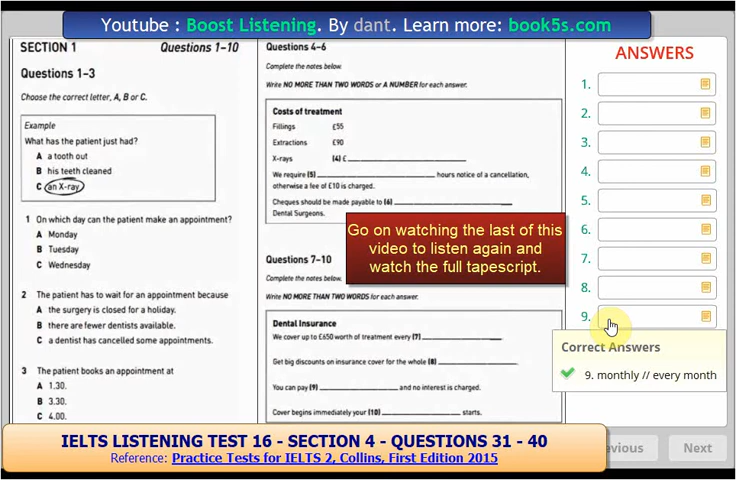 Youtube : Boost Listening. By dant. Learn more: book5s.com
SECTION 1 Questions 1–10
Questions 1–3
Choose the correct letter, A, B or C.
Example
What has the patient just had?
A a tooth out
B his teeth cleaned
C an X-ray
1 On which day can the patient make an appointment?
A Monday
B Tuesday
C Wednesday
2 The patient has to wait for an appointment because
A the surgery is closed for a holiday.
B there are fewer dentists available.
C a dentist has cancelled some appointments.
3 The patient books an appointment at
A 1.30.
B 3.30.
C 4.00.
Questions 4–6
Complete the notes below.
Write NO MORE THAN TWO WORDS or A NUMBER for each answer.
Costs of treatment
Fillings £55
Extractions £90
X-rays (4) £
We require (5) hours notice of a cancellation,
otherwise a fee of £10 is charged.
Cheques should be made payable to (6)
Dental Surgeons.
Go on watching the last of this
video to listen again and
watch the full tapescript.
Questions 7–10
Complete the notes below.
Write NO MORE THAN TWO WORDS for each answer.
Dental Insurance
We cover up to £650 worth of treatment every (7)
Get big discounts on insurance cover for the whole (8)
You can pay (9) and no interest is charged.
Cover begins immediately your (10) starts.
ANSWERS
1.
2.
3.
4.
5.
6.
7.
8.
9.
Correct Answers
9. monthly // every month
evious Next
IELTS LISTENING TEST 16 - SECTION 4 - QUESTIONS 31 - 40
Reference: Practice Tests for IELTS 2, Collins, First Edition 2015